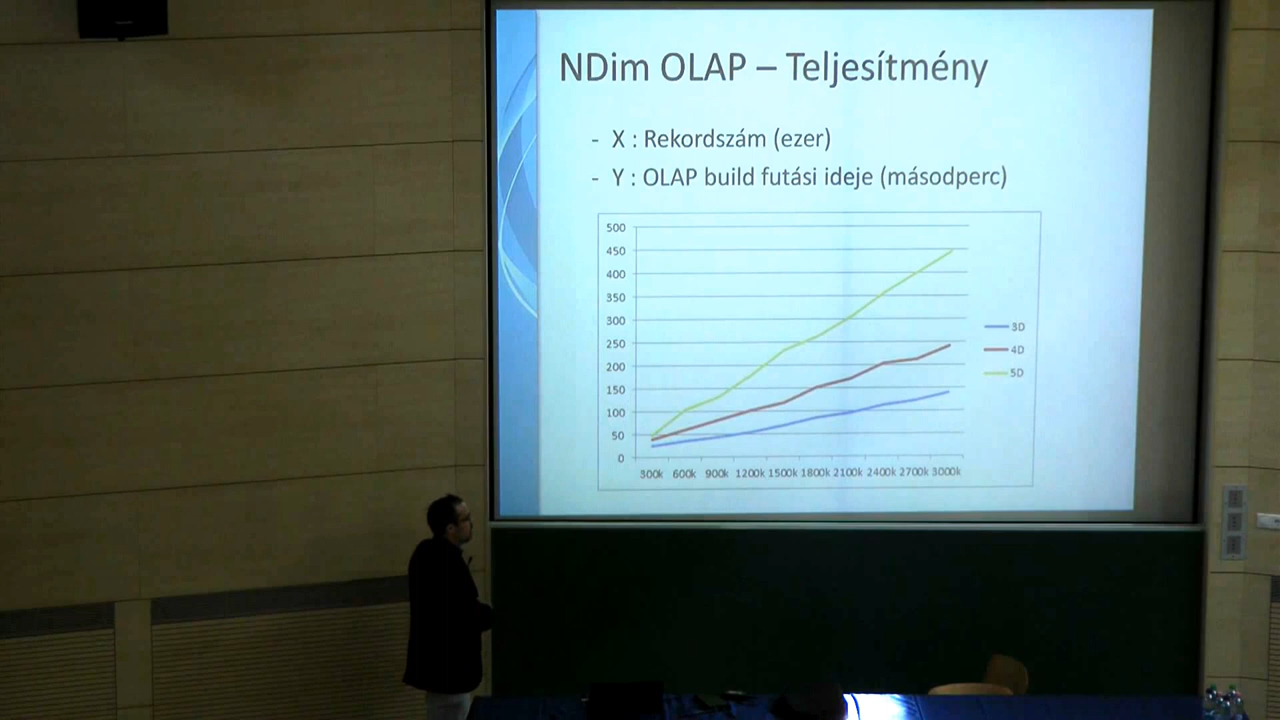 NDim OLAP – Teljesítmény
- X : Rekordszám (ezer)
- Y : OLAP build futási ideje (másodperc)
500
450
400
350
300
250
200
150
100
50
0
300k 600k 900k 1200k 1500k 1800k 2100k 2400k 2700k 3000k
3D
4D
5D